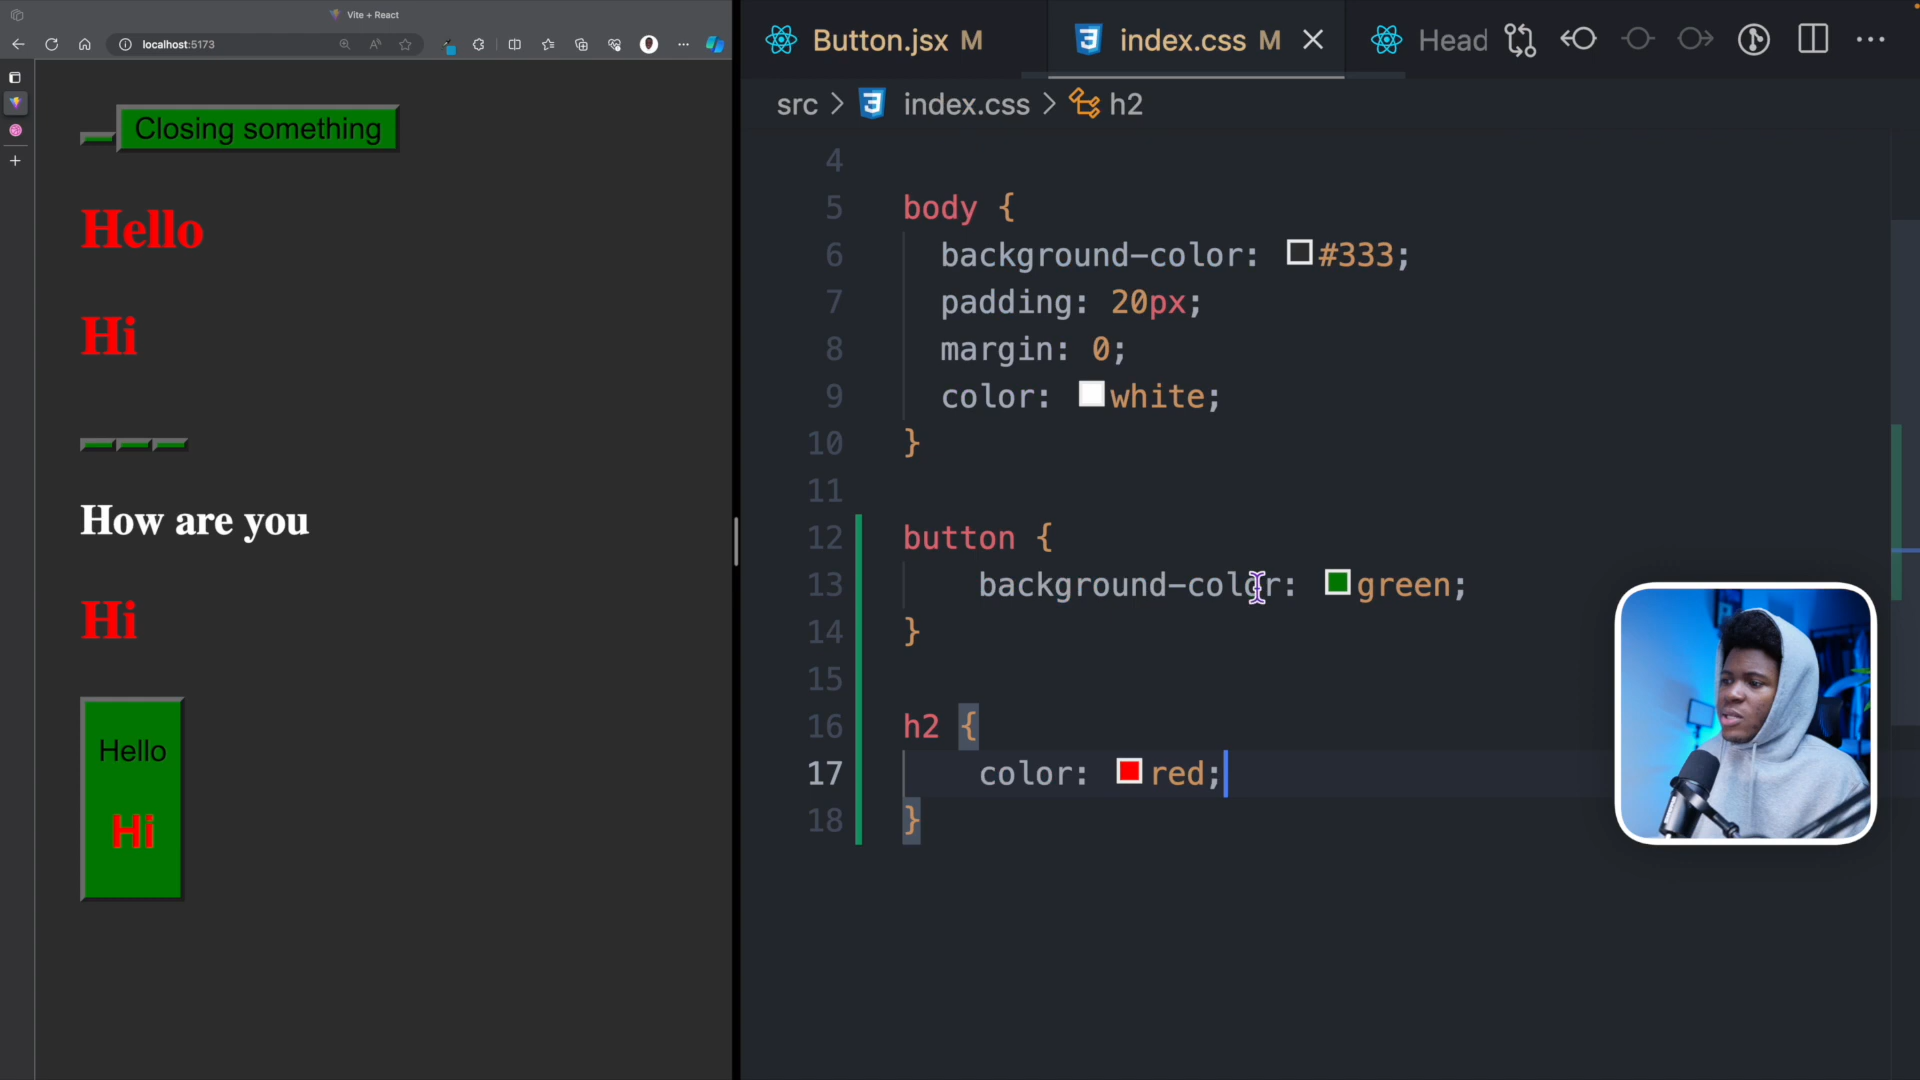 Vite + React
localhost:5173
Closing something
Hello
Hi
How are you
Hi
Hello
Hi
Button.jsx M
index.css M
Head
src > index.css > h2
4
5 body {
6 background-color: #333;
7 padding: 20px;
8 margin: 0;
9 color: white;
10 }
11
12 button {
13 background-color: green;
14 }
15
16 h2 {
17 color: red;
18 }